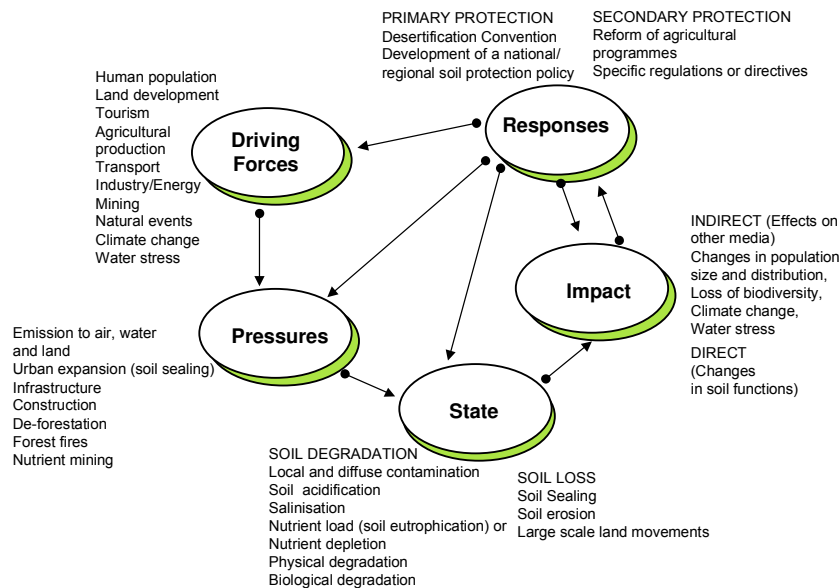 PRIMARY PROTECTION
Desertification Convention
Development of a national/
regional soil protection policy
SECONDARY PROTECTION
Reform of agricultural
programmes
Specific regulations or directives
Human population
Land development
Tourism
Agricultural
production
Transport
Industry/Energy
Mining
Natural events
Climate change
Water stress
Driving
Forces
Responses
INDIRECT (Effects on
other media)
Changes in population
size and distribution,
Loss of biodiversity,
Climate change,
Water stress
DIRECT
(Changes
in soil functions)
Impact
Pressures
Emission to air, water
and land
Urban expansion (soil sealing)
Infrastructure
Construction
De-forestation
Forest fires
Nutrient mining
State
SOIL DEGRADATION
Local and diffuse contamination
Soil acidification
Salinisation
Nutrient load (soil eutrophication) or
Nutrient depletion
Physical degradation
Biological degradation
SOIL LOSS
Soil Sealing
Soil erosion
Large scale land movements